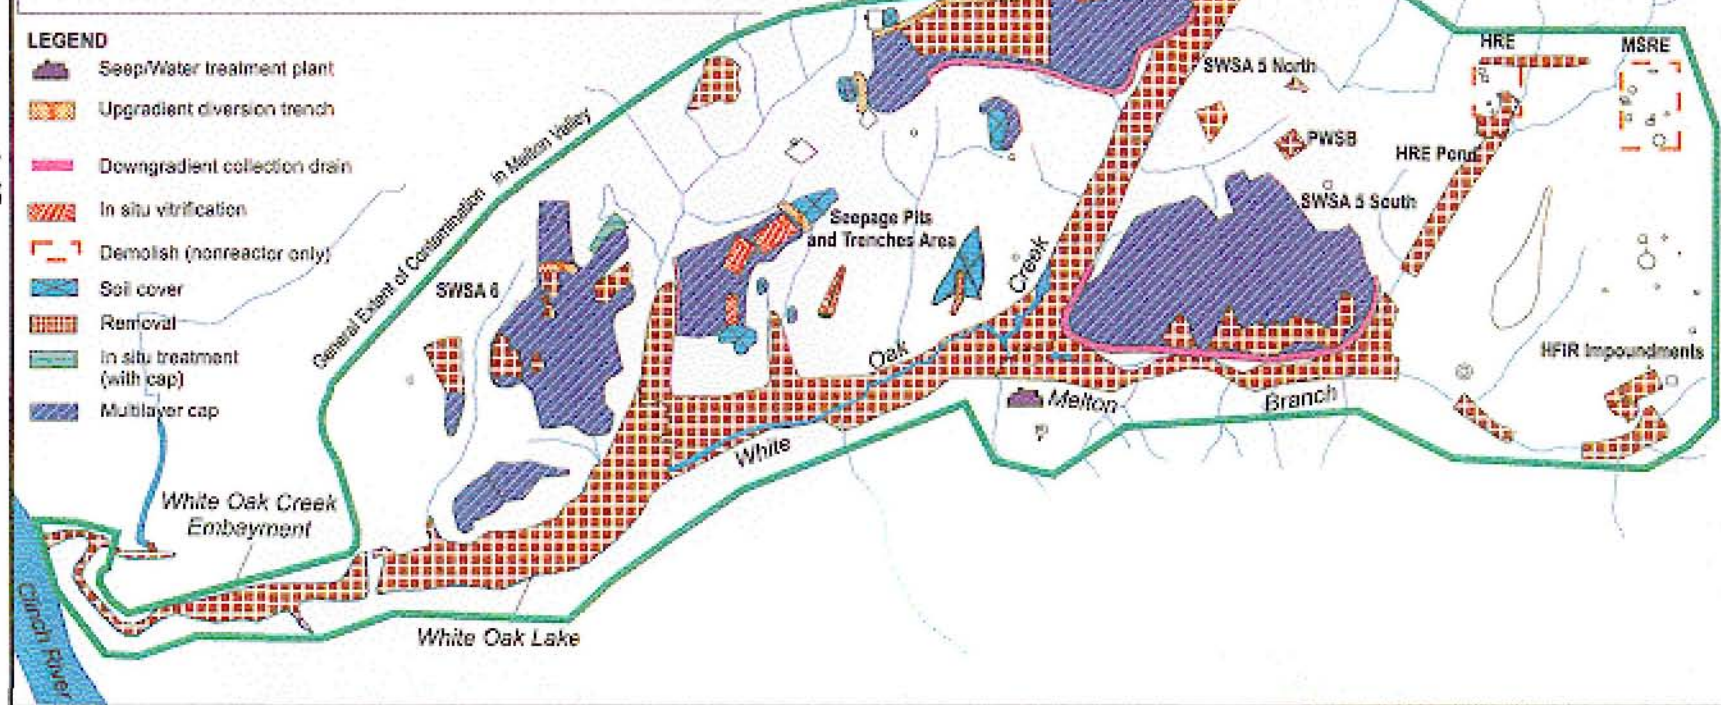 LEGEND
Seep/Water treatment plant
Upgradient diversion trench
Downgradient collection drain
In situ vitrification
Demolish (nonreactor only)
Soil cover
Removal
In situ treatment
(with cap)
Multilayer cap
General Extent of Contamination in Melton Valley
HRE
MSRE
SWSA 5 North
PWSB
HRE Pond
SWSA 5 South
Seepage Pits
and Trenches Area
SWSA 6
Creek
Oak
White
Melton
Branch
HFIR Impoundments
White Oak Creek
Embayment
White Oak Lake
Clinch River